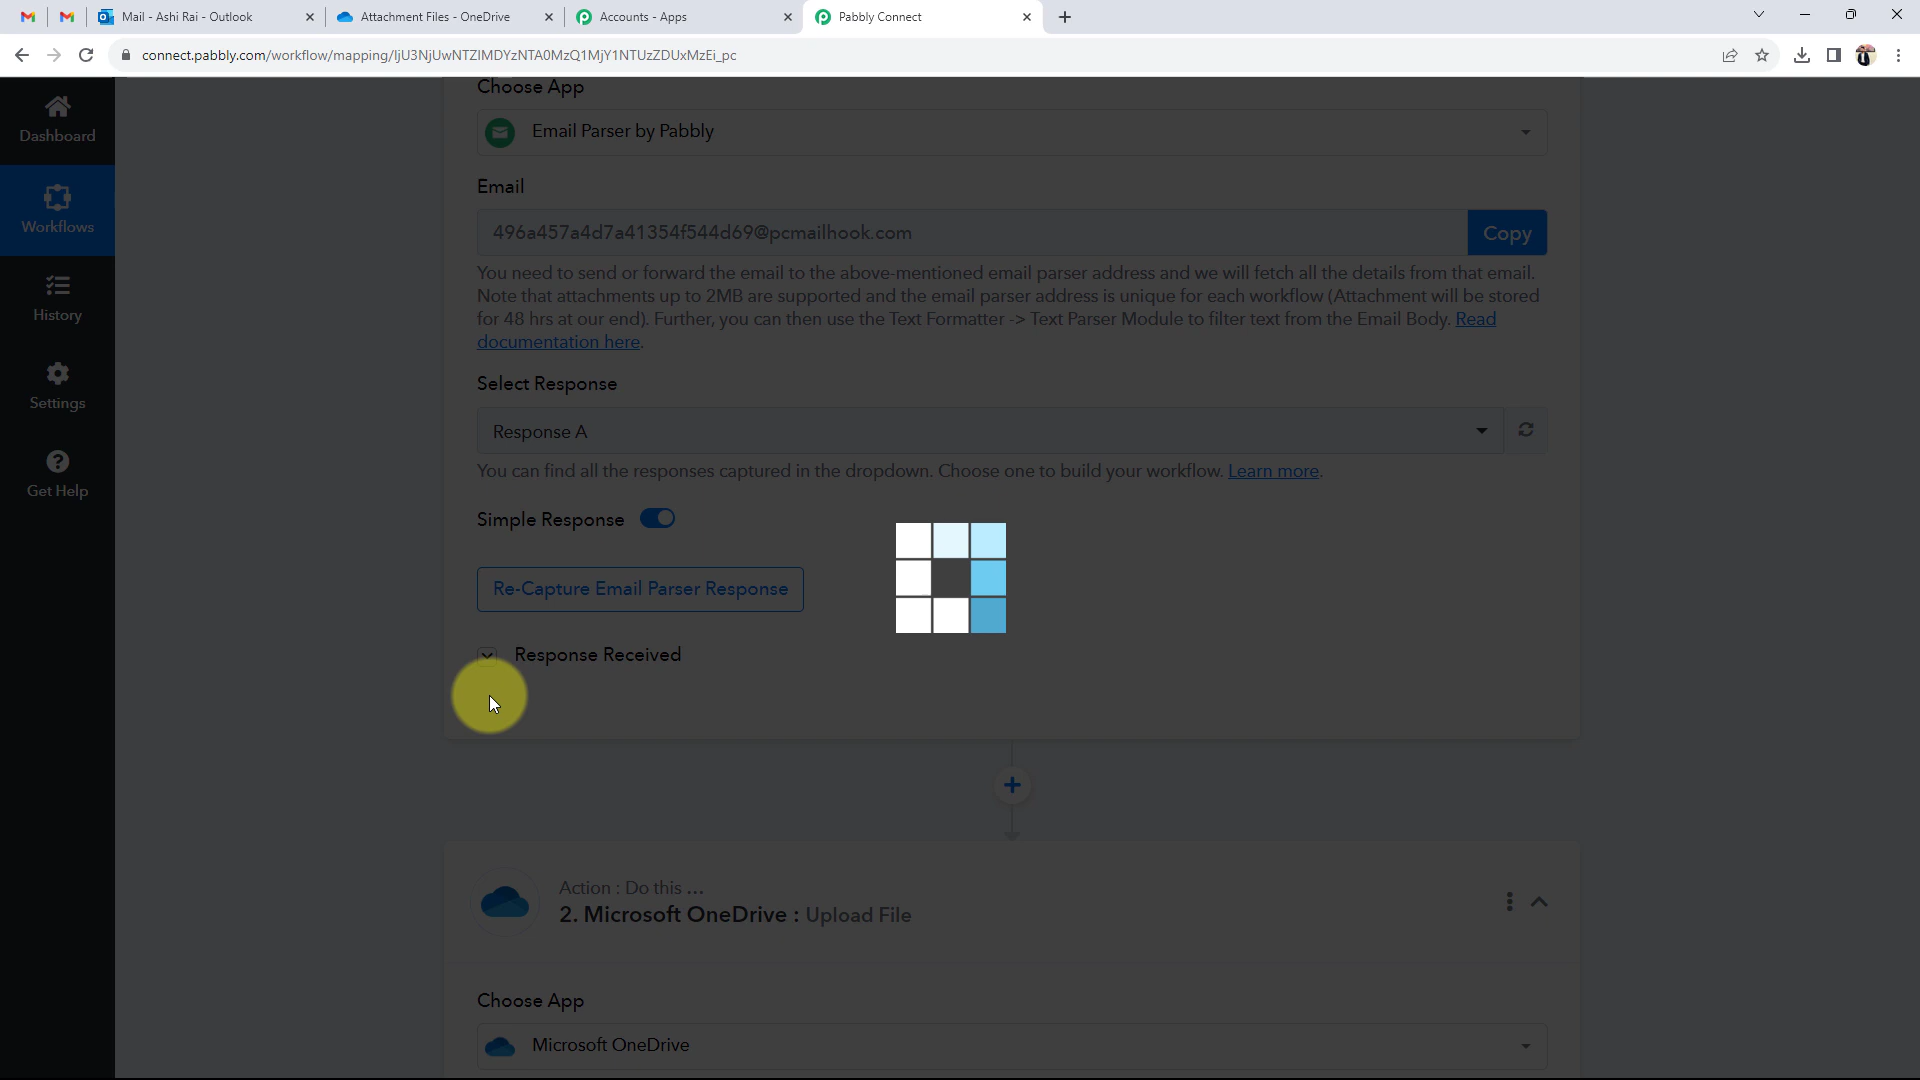 Mail - Ashi Rai - Outlook
Attachment Files - OneDrive
Accounts - Apps
Pabbly Connect
connect.pabbly.com/workflow/mapping/IjU3NjUwNTZlMDYzNTA0MzQ1MjY1NTUzZDUxMzEi_pc
Dashboard
Workflows
History
Settings
Get Help
Choose App
Email Parser by Pabbly
Email
496a457a4d7a41354f544d69@pcmailhook.com
Copy
You need to send or forward the email to the above-mentioned email parser address and we will fetch all the details from that email.
Note that attachments up to 2MB are supported and the email parser address is unique for each workflow (Attachment will be stored
for 48 hrs at our end). Further, you can then use the Text Formatter -> Text Parser Module to filter text from the Email Body. Read
documentation here.
Select Response
Response A
You can find all the responses captured in the dropdown. Choose one to build your workflow. Learn more.
Simple Response
Re-Capture Email Parser Response
Response Received
Action : Do this ...
2. Microsoft OneDrive : Upload File
Choose App
Microsoft OneDrive